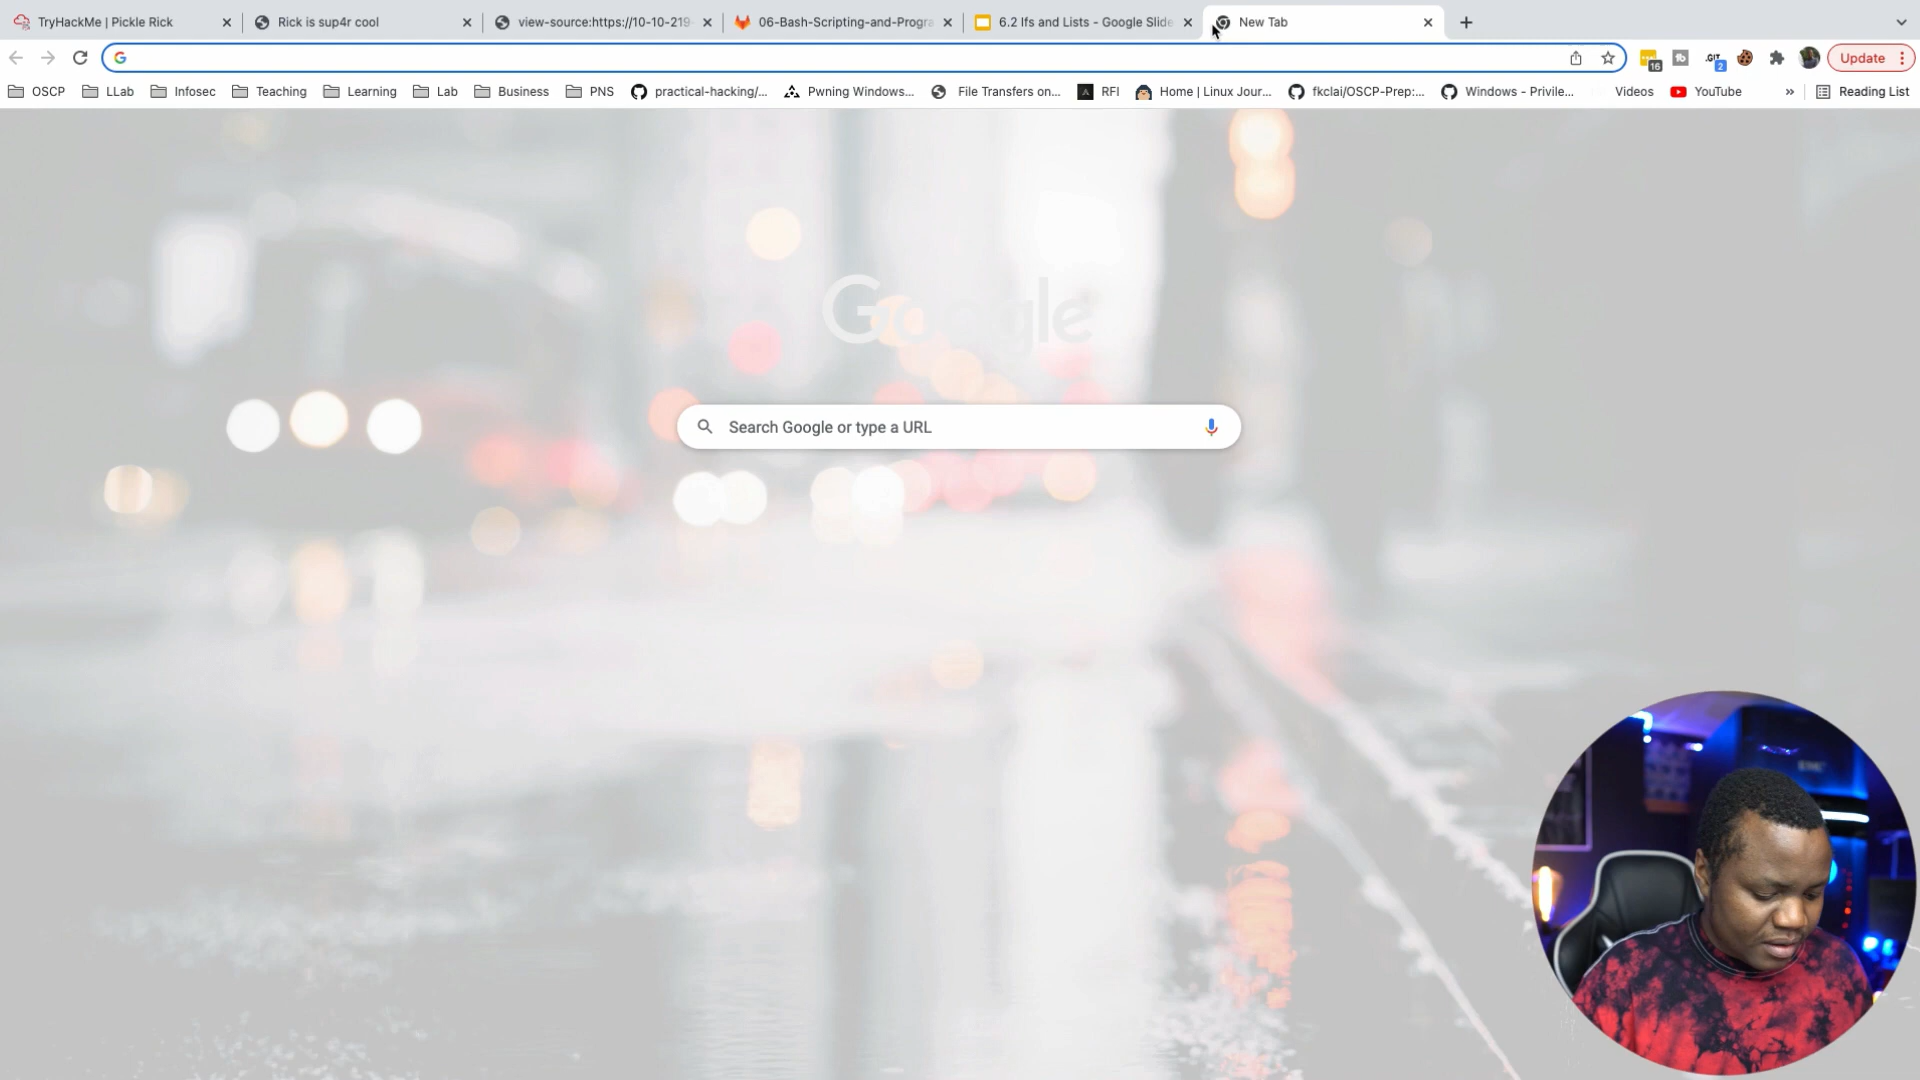 TryHackMe | Pickle Rick
Rick is sup4r cool
view-source:https://10-10-219-
06-Bash-Scripting-and-Progra
6.2 Ifs and Lists - Google Slide
New Tab
Update
16
2
OSCP
LLab
Infosec
Teaching
Learning
Lab
Business
PNS
practical-hacking/...
Pwning Windows...
File Transfers on...
RFI
Home | Linux Jour...
fkclai/OSCP-Prep:...
Windows - Privile...
Videos
YouTube
»
Reading List
Google
Search Google or type a URL